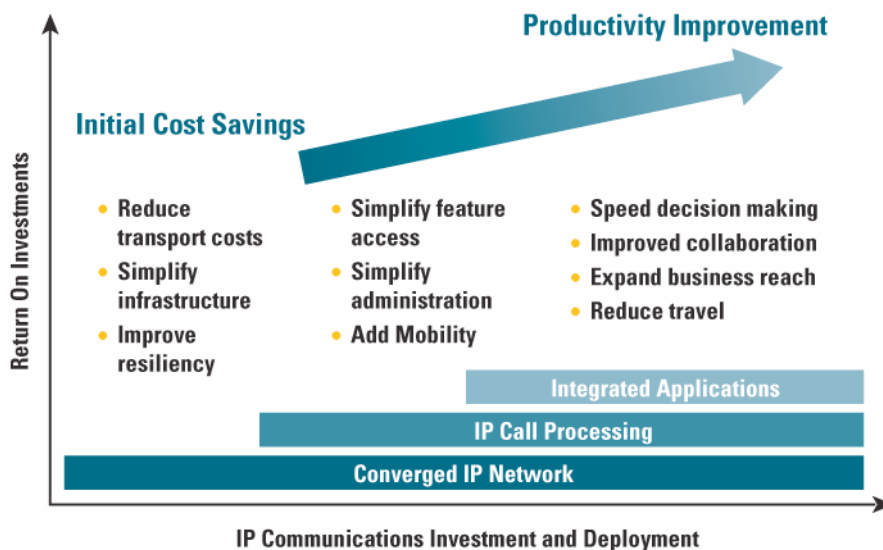 Productivity Improvement
Initial Cost Savings
Return On Investments
• Reduce
transport costs
• Simplify
infrastructure
• Improve
resiliency
• Simplify feature
access
• Simplify
administration
• Add Mobility
• Speed decision making
• Improved collaboration
• Expand business reach
• Reduce travel
Integrated Applications
IP Call Processing
Converged IP Network
IP Communications Investment and Deployment